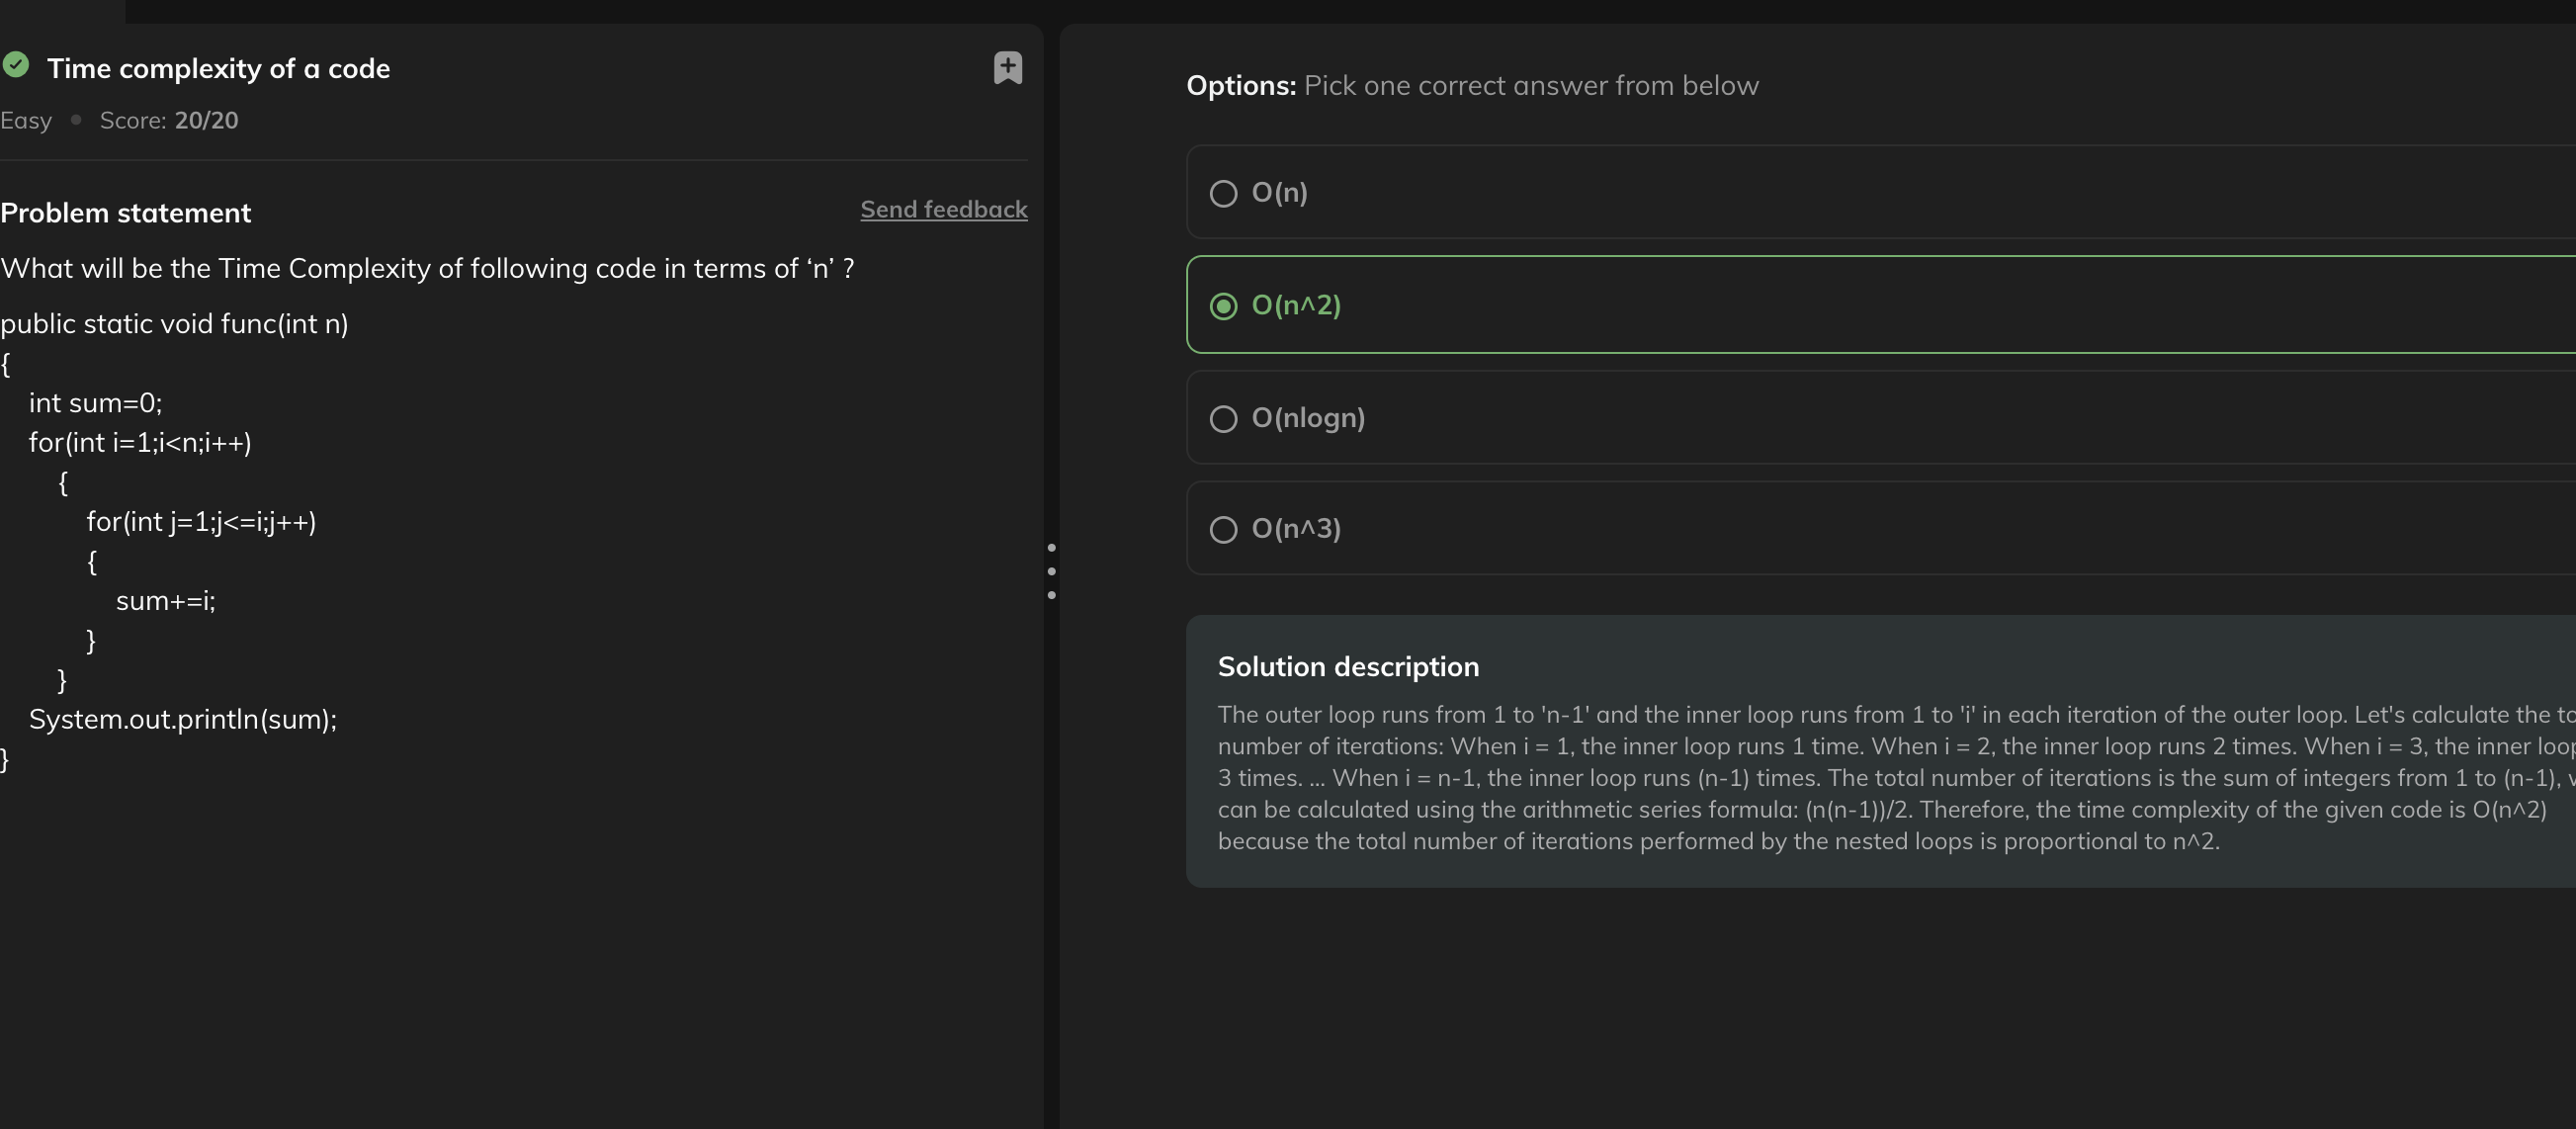 Time complexity of a code
Easy • Score: 20/20
Problem statement
Send feedback
What will be the Time Complexity of following code in terms of ‘n’ ?
public static void func(int n)
{
int sum=0;
for(int i=1;i<n;i++)
{
for(int j=1;j<=i;j++)
{
sum+=i;
}
}
System.out.println(sum);
}
Options: Pick one correct answer from below
O(n)
O(n^2)
O(nlogn)
O(n^3)
Solution description
The outer loop runs from 1 to 'n-1' and the inner loop runs from 1 to 'i' in each iteration of the outer loop. Let's calculate the
number of iterations: When i = 1, the inner loop runs 1 time. When i = 2, the inner loop runs 2 times. When i = 3, the inner
3 times. ... When i = n-1, the inner loop runs (n-1) times. The total number of iterations is the sum of integers from 1 to (n-1),
can be calculated using the arithmetic series formula: (n(n-1))/2. Therefore, the time complexity of the given code is O(n^2)
because the total number of iterations performed by the nested loops is proportional to n^2.